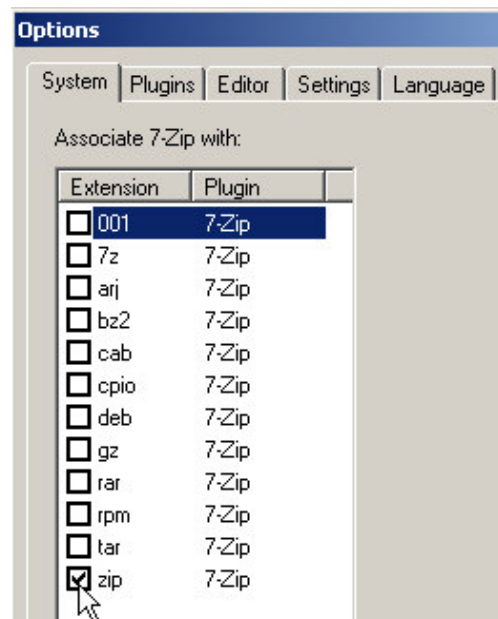 Options
System Plugins Editor Settings Language
Associate 7-Zip with:
Extension Plugin
001 7-Zip
7z 7-Zip
arj 7-Zip
bz2 7-Zip
cab 7-Zip
cpio 7-Zip
deb 7-Zip
gz 7-Zip
rar 7-Zip
rpm 7-Zip
tar 7-Zip
zip 7-Zip